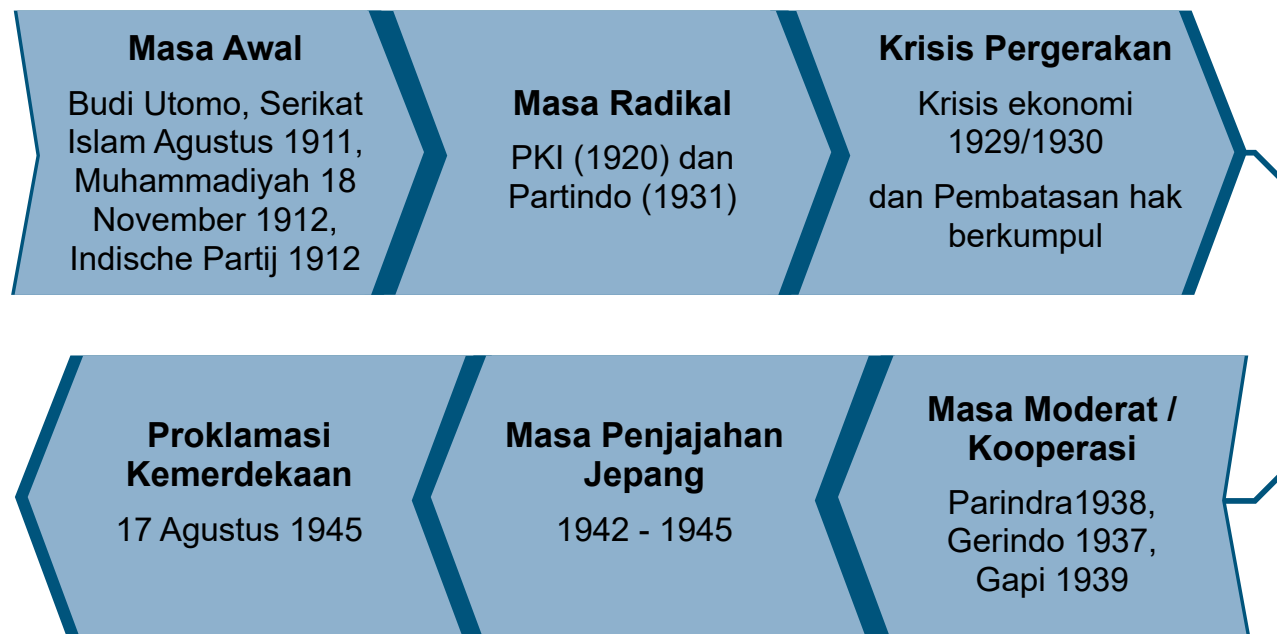 Masa Awal
Budi Utomo, Serikat
Islam Agustus 1911,
Muhammadiyah 18
November 1912,
Indische Partij 1912
Masa Radikal
PKI (1920) dan
Partindo (1931)
Krisis Pergerakan
Krisis ekonomi
1929/1930
dan Pembatasan hak
berkumpul
Masa Moderat /
Kooperasi
Parindra1938,
Gerindo 1937,
Gapi 1939
Masa Penjajahan
Jepang
1942 - 1945
Proklamasi
Kemerdekaan
17 Agustus 1945